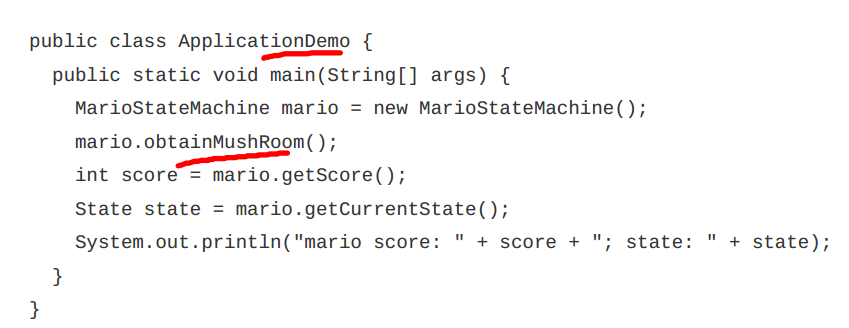 public class ApplicationDemo {
  public static void main(String[] args) {
    MarioStateMachine mario = new MarioStateMachine();
    mario.obtainMushRoom();
    int score = mario.getScore();
    State state = mario.getCurrentState();
    System.out.println("mario score: " + score + "; state: " + state);
  }
}